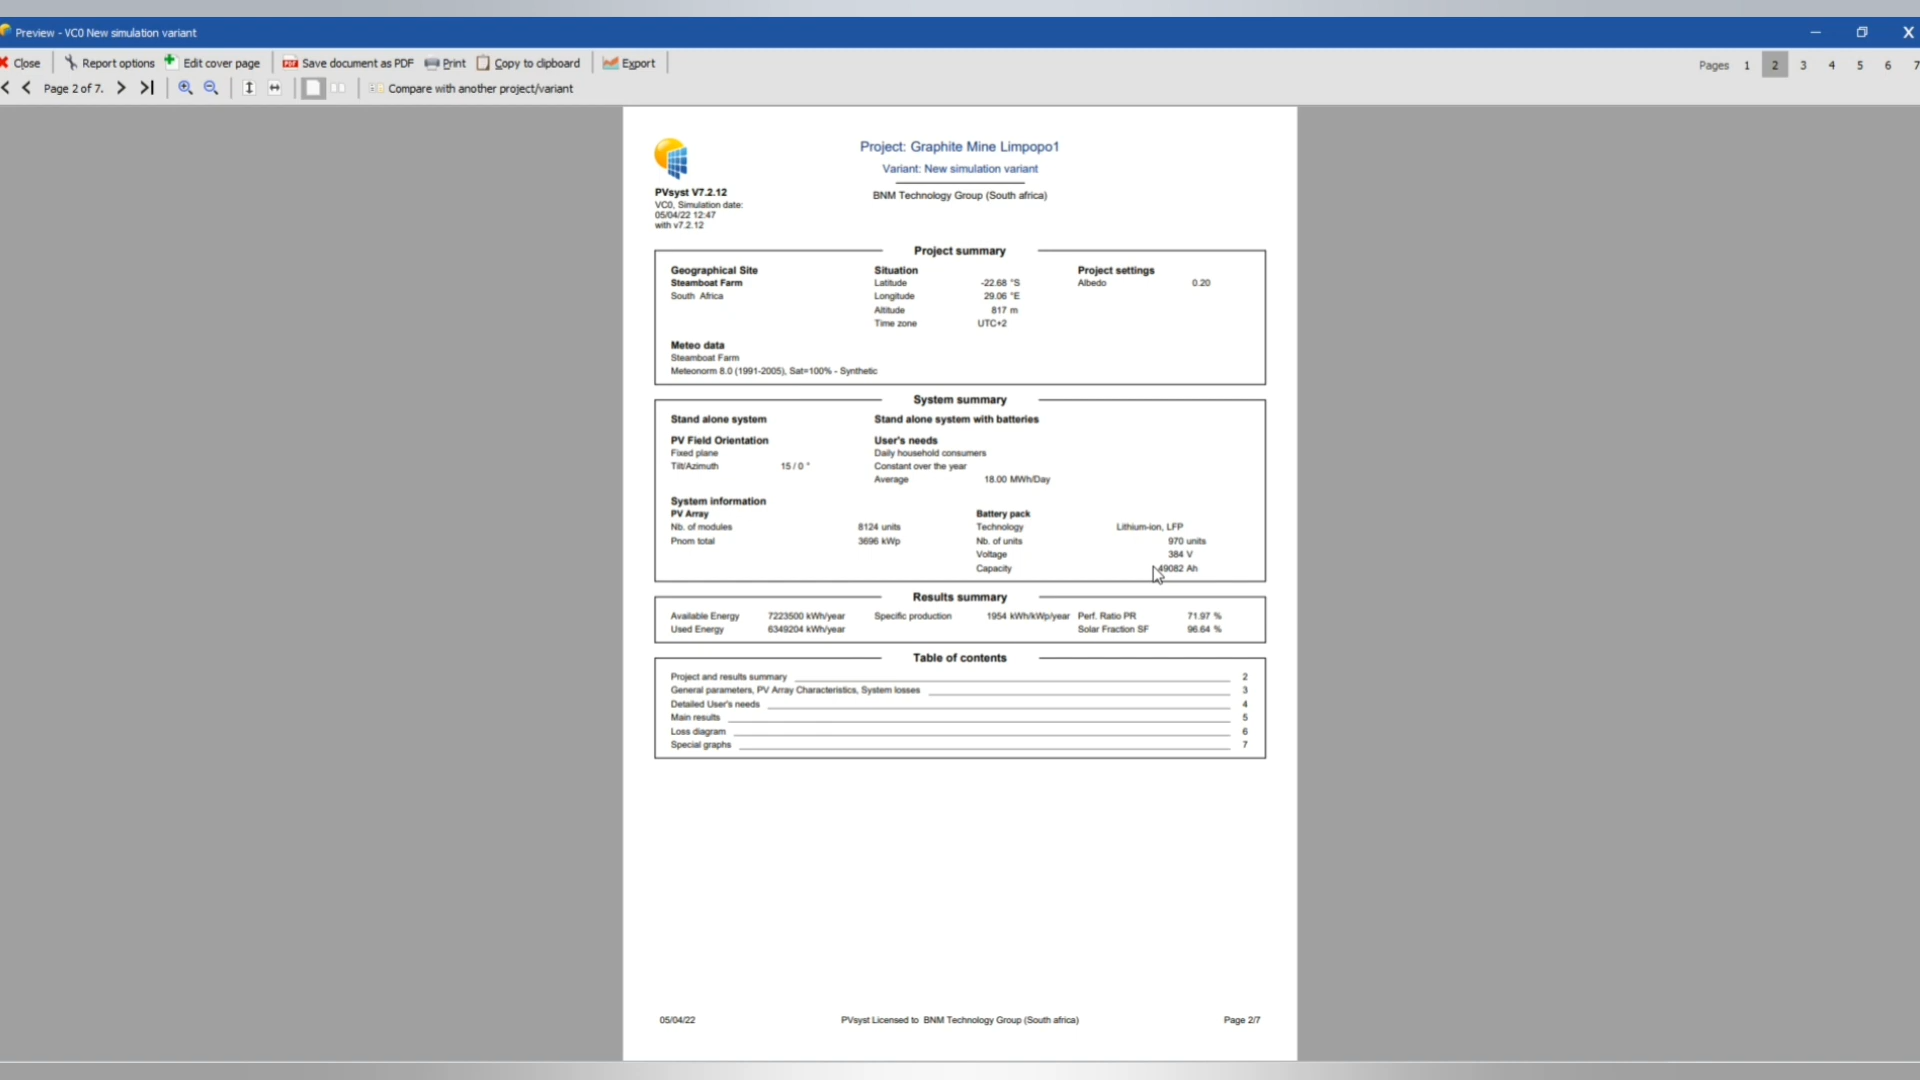 Preview - VC0 New simulation variant
Close Report options Edit cover page Save document as PDF Print Copy to clipboard Export Pages 1 2 3 4 5 6 7
Page 2 of 7. Compare with another project/variant
Project: Graphite Mine Limpopo1
Variant: New simulation variant
BNM Technology Group (South africa)
PVsyst V7.2.12
VC0, Simulation date:
05/04/22 12:47
with v7.2.12
Project summary
Geographical Site Situation Project settings
Steamboat Farm Latitude -22.68 °S Albedo 0.20
South Africa Longitude 29.06 °E
Altitude 817 m
Time zone UTC+2
Meteo data
Steamboat Farm
Meteonorm 8.0 (1991-2005), Sat=100% - Synthetic
System summary
Stand alone system Stand alone system with batteries
PV Field Orientation User's needs
Fixed plane Daily household consumers
Tilt/Azimuth 15 / 0 ° Constant over the year
Average 18.00 MWh/Day
System information
PV Array Battery pack
Nb. of modules 8124 units Technology Lithium-ion, LFP
Pnom total 3696 kWp Nb. of units 970 units
Voltage 384 V
Capacity 49082 Ah
Results summary
Available Energy 7223500 kWh/year Specific production 1954 kWh/kWp/year Perf. Ratio PR 71.97 %
Used Energy 6349204 kWh/year Solar Fraction SF 96.64 %
Table of contents
Project and results summary 2
General parameters, PV Array Characteristics, System losses 3
Detailed User's needs 4
Main results 5
Loss diagram 6
Special graphs 7
05/04/22 PVsyst Licensed to BNM Technology Group (South africa) Page 2/7